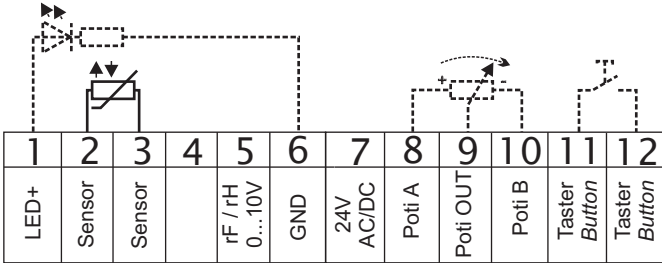 + -
1 2 3 4 5 6 7 8 9 10 11 12
LED+
Sensor
Sensor
rF / rH
0...10V
GND
24V
AC/DC
Poti A
Poti OUT
Poti B
Taster
Button
Taster
Button